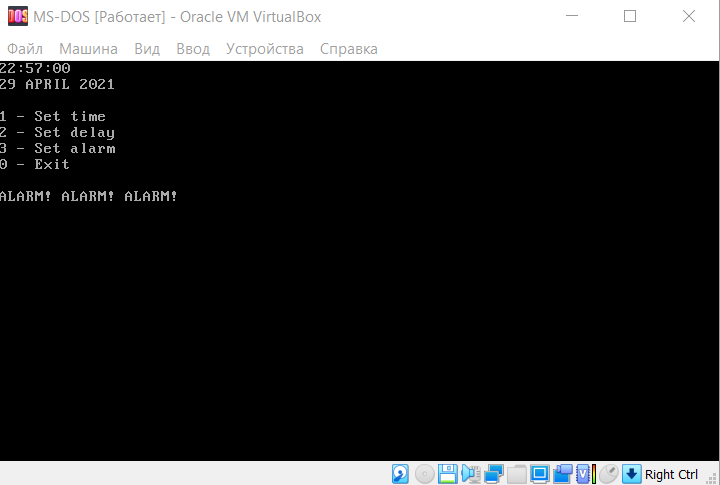 MS-DOS [Работает] - Oracle VM VirtualBox
Файл Машина Вид Ввод Устройства Справка
22:57:00
29 APRIL 2021
1 - Set time
2 - Set delay
3 - Set alarm
0 - Exit
ALARM! ALARM! ALARM!
Right Ctrl